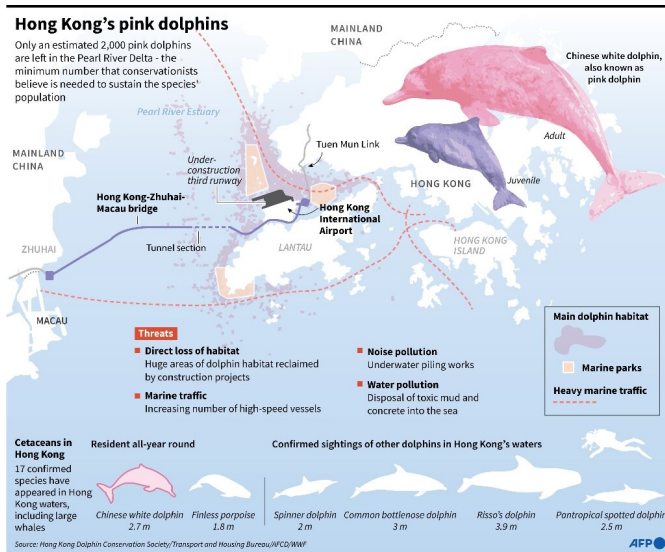 Hong Kong's pink dolphins
Only an estimated 2,000 pink dolphins
are left in the Pearl River Delta - the
minimum number that conservationists
believe is needed to sustain the species'
population
MAINLAND
CHINA
Chinese white dolphin,
also known as
pink dolphin
Pearl River Estuary
Adult
Tuen Mun Link
MAINLAND
CHINA
Under-
construction
third runway
Juvenile
HONG KONG
Hong Kong-Zhuhai-
Macau bridge
Hong Kong
International
Airport
Tunnel section
LANTAU
HONG KONG
ISLAND
ZHUHAI
MACAU
Main dolphin habitat
Marine parks
Heavy marine traffic
Threats
Direct loss of habitat
Huge areas of dolphin habitat reclaimed
by construction projects
Marine traffic
Increasing number of high-speed vessels
Noise pollution
Underwater piling works
Water pollution
Disposal of toxic mud and
concrete into the sea
Cetaceans in
Hong Kong
17 confirmed
species have
appeared in Hong
Kong waters,
including large
whales
Resident all-year round
Chinese white dolphin
2.7 m
Finless porpoise
1.8 m
Confirmed sightings of other dolphins in Hong Kong's waters
Spinner dolphin
2 m
Common bottlenose dolphin
3 m
Risso's dolphin
3.9 m
Pantropical spotted dolphin
2.5 m
Source: Hong Kong Dolphin Conservation Society/Transport and Housing Bureau/AFCD/WWF
AFP